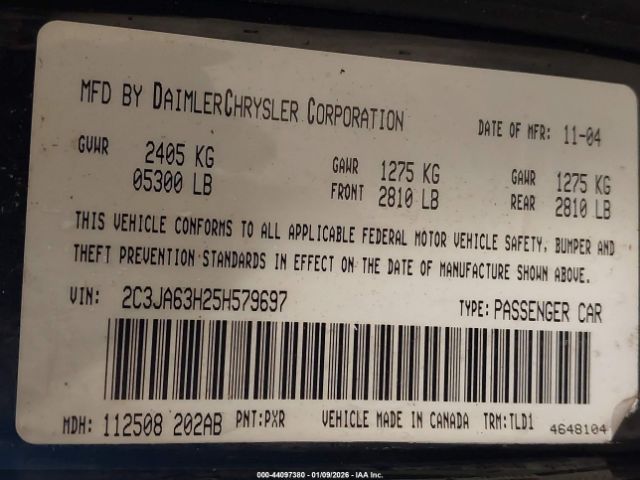 MFD BY DAIMLERCHRYSLER CORPORATION
DATE OF MFR: 11-04
GVWR 2405 KG GAWR 1275 KG GAWR 1275 KG
05300 LB FRONT 2810 LB REAR 2810 LB
THIS VEHICLE CONFORMS TO ALL APPLICABLE FEDERAL MOTOR VEHICLE SAFETY, BUMPER AND
THEFT PREVENTION STANDARDS IN EFFECT ON THE DATE OF MANUFACTURE SHOWN ABOVE.
VIN: 2C3JA63H25H579697 TYPE: PASSENGER CAR
MDH: 112508 202AB PNT:PXR VEHICLE MADE IN CANADA TRM:TLD1 4648104
000-44097380 - 01/09/2026 - IAA Inc.